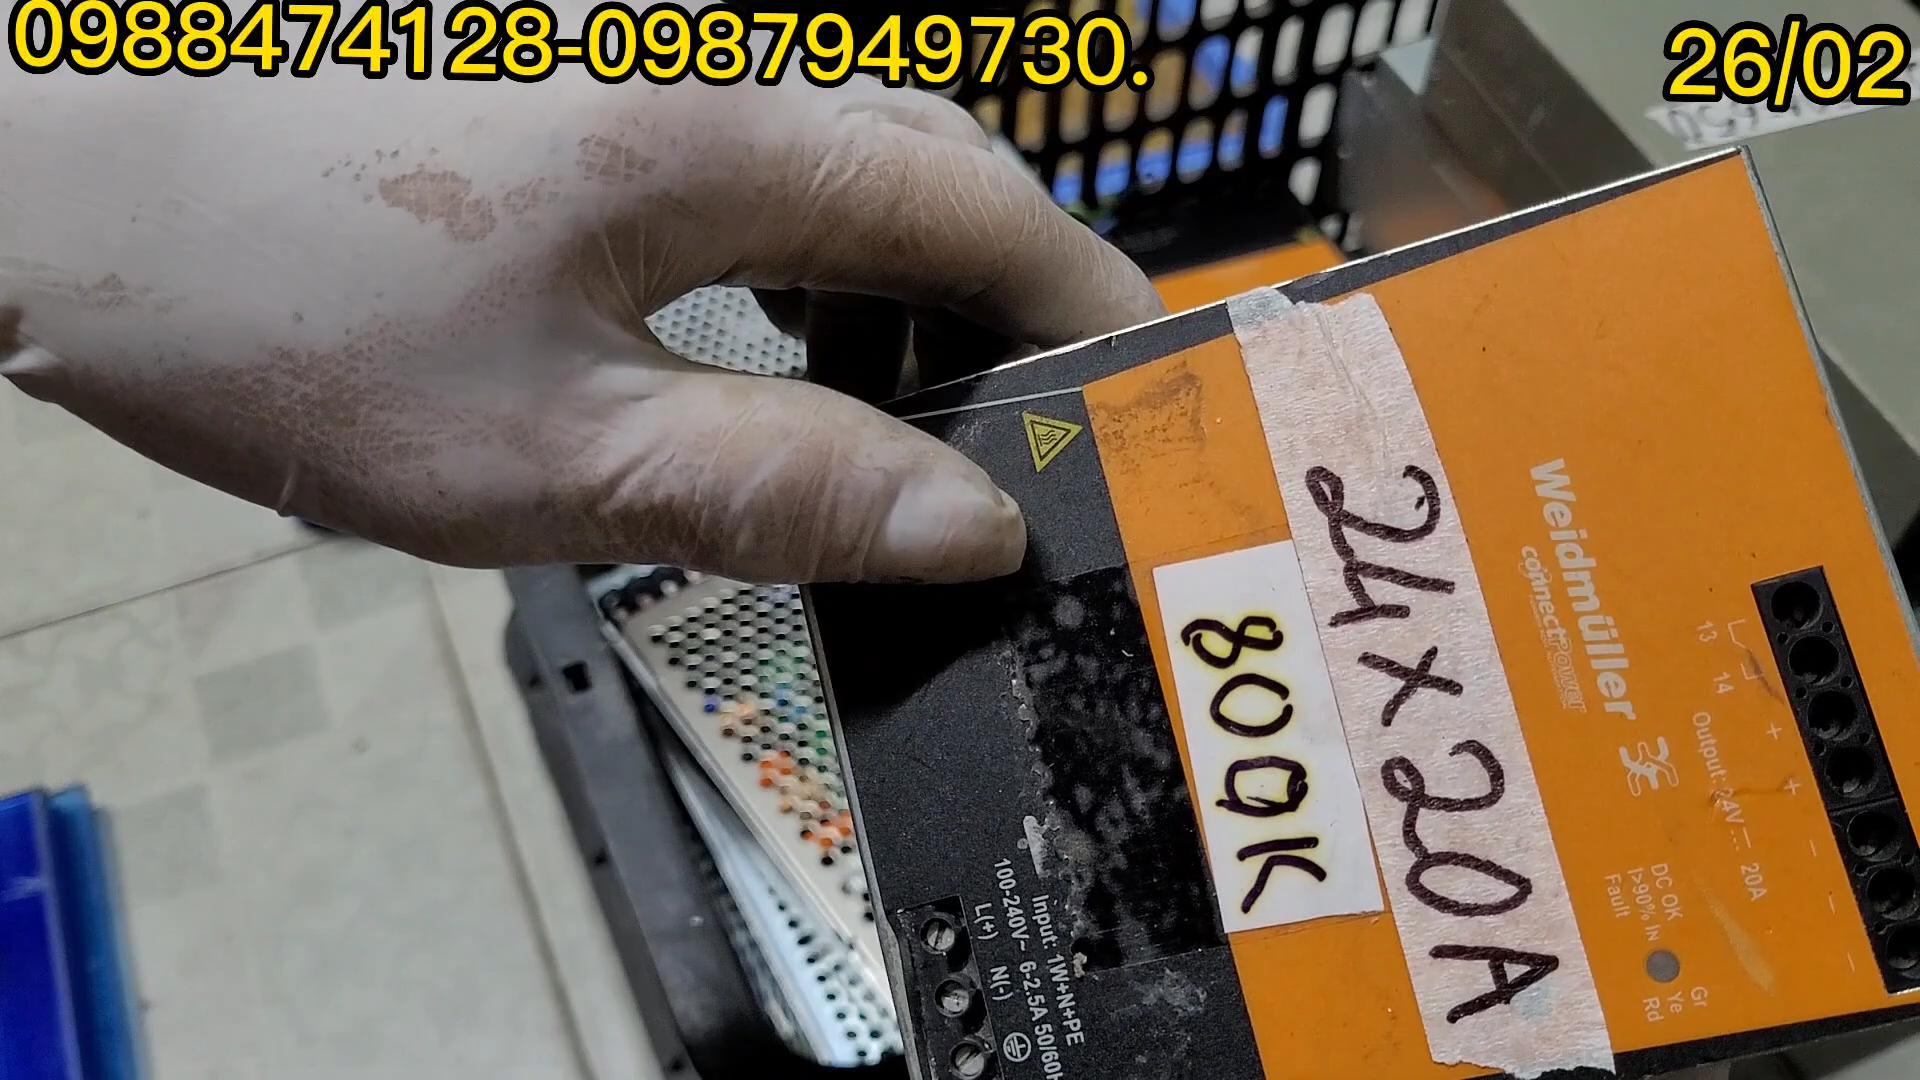 0988474128-0987949730.
26/02
24x20A
800K
Weidmüller
connectPower
13 14 + +
Output: 24V 20A
DC OK
I>90% IN
Fault
Gr
Ye
Rd
Input: 1W+N+PE
100-240V~ 6-2.5A 50/60H
L(+) N(-)